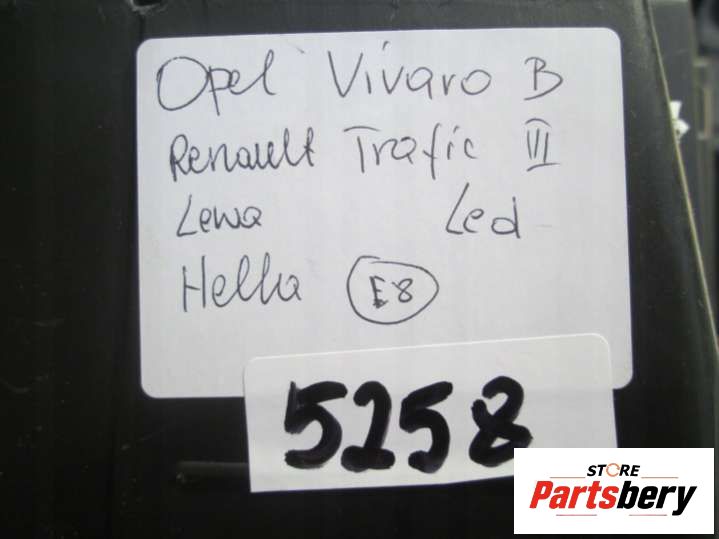 Opel Vivaro B
Renault Trafic III
Lewa Led
Hella E8
5258
STORE
Partsbery